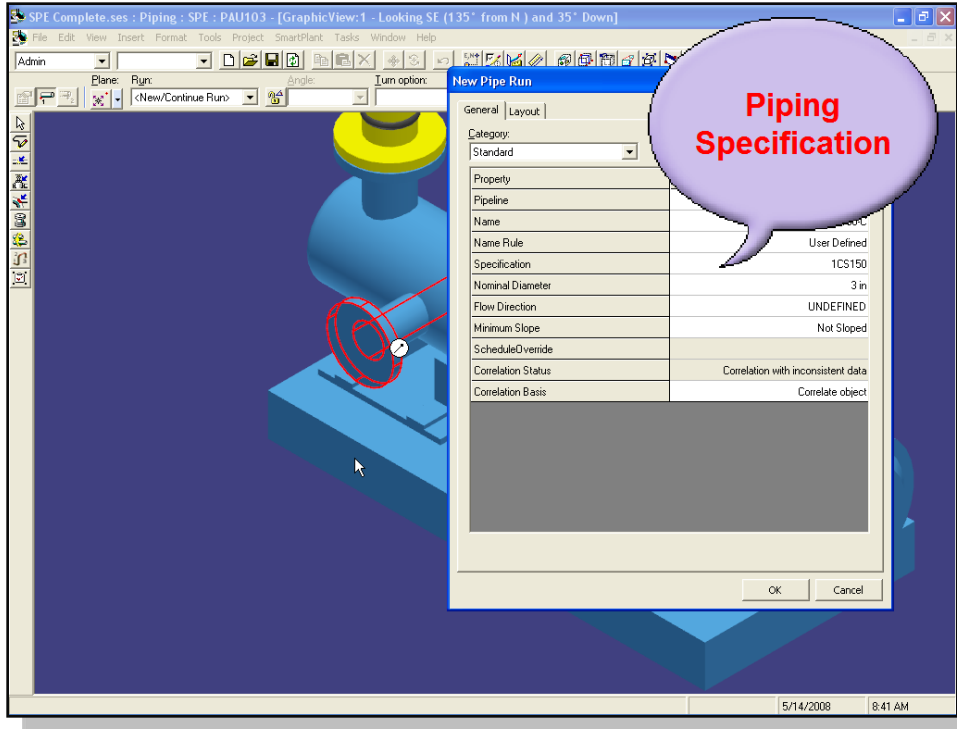 SPE Complete.ses : Piping : SPE : PAU103 - [GraphicView:1 - Looking SE (135° from N ) and 35° Down]
File Edit View Insert Format Tools Project SmartPlant Tasks Window Help
Admin
Plane: Run: Angle: Turn option:
<New/Continue Run>
New Pipe Run
Piping
Specification
General Layout
Category:
Standard
Property
Pipeline
Name
Name Rule User Defined
Specification 1CS150
Nominal Diameter 3 in
Flow Direction UNDEFINED
Minimum Slope Not Sloped
ScheduleOverride
Correlation Status Correlation with inconsistent data
Correlation Basis Correlate object
OK Cancel
5/14/2008 8:41 AM